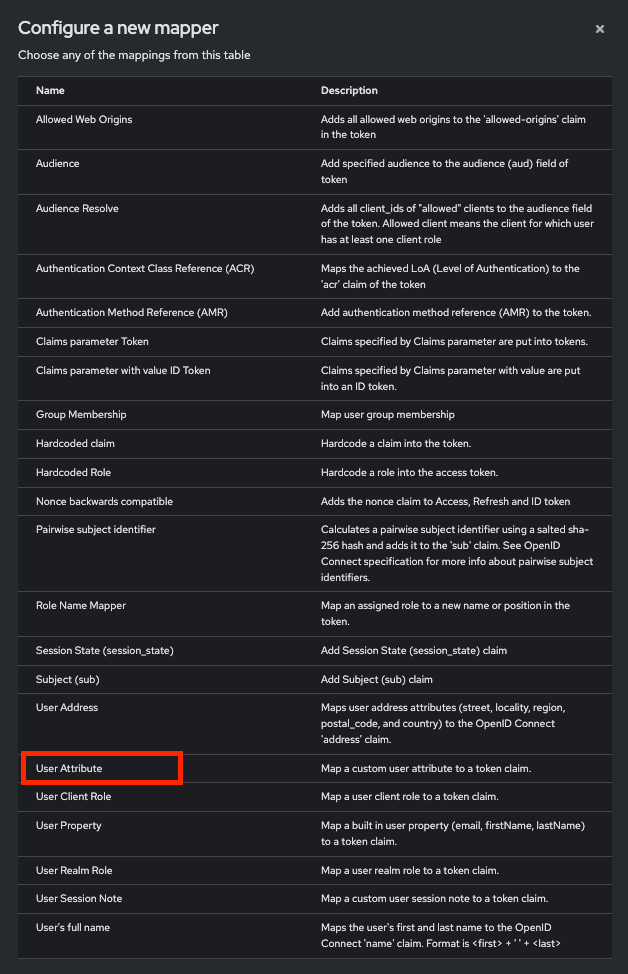 Configure a new mapper
×
Choose any of the mappings from this table
Name Description
Allowed Web Origins Adds all allowed web origins to the 'allowed-origins' claim
in the token
Audience Add specified audience to the audience (aud) field of
token
Audience Resolve Adds all client_ids of "allowed" clients to the audience field
of the token. Allowed client means the client for which user
has at least one client role
Authentication Context Class Reference (ACR) Maps the achieved LoA (Level of Authentication) to the
'acr' claim of the token
Authentication Method Reference (AMR) Add authentication method reference (AMR) to the token.
Claims parameter Token Claims specified by Claims parameter are put into tokens.
Claims parameter with value ID Token Claims specified by Claims parameter with value are put
into an ID token.
Group Membership Map user group membership
Hardcoded claim Hardcode a claim into the token.
Hardcoded Role Hardcode a role into the access token.
Nonce backwards compatible Adds the nonce claim to Access, Refresh and ID token
Pairwise subject identifier Calculates a pairwise subject identifier using a salted sha-
256 hash and adds it to the 'sub' claim. See OpenID
Connect specification for more info about pairwise subject
identifiers.
Role Name Mapper Map an assigned role to a new name or position in the
token.
Session State (session_state) Add Session State (session_state) claim
Subject (sub) Add Subject (sub) claim
User Address Maps user address attributes (street, locality, region,
postal_code, and country) to the OpenID Connect
'address' claim.
User Attribute Map a custom user attribute to a token claim.
User Client Role Map a user client role to a token claim.
User Property Map a built in user property (email, firstName, lastName)
to a token claim.
User Realm Role Map a user realm role to a token claim.
User Session Note Map a custom user session note to a token claim.
User's full name Maps the user's first and last name to the OpenID
Connect 'name' claim. Format is <first> + ' ' + <last>